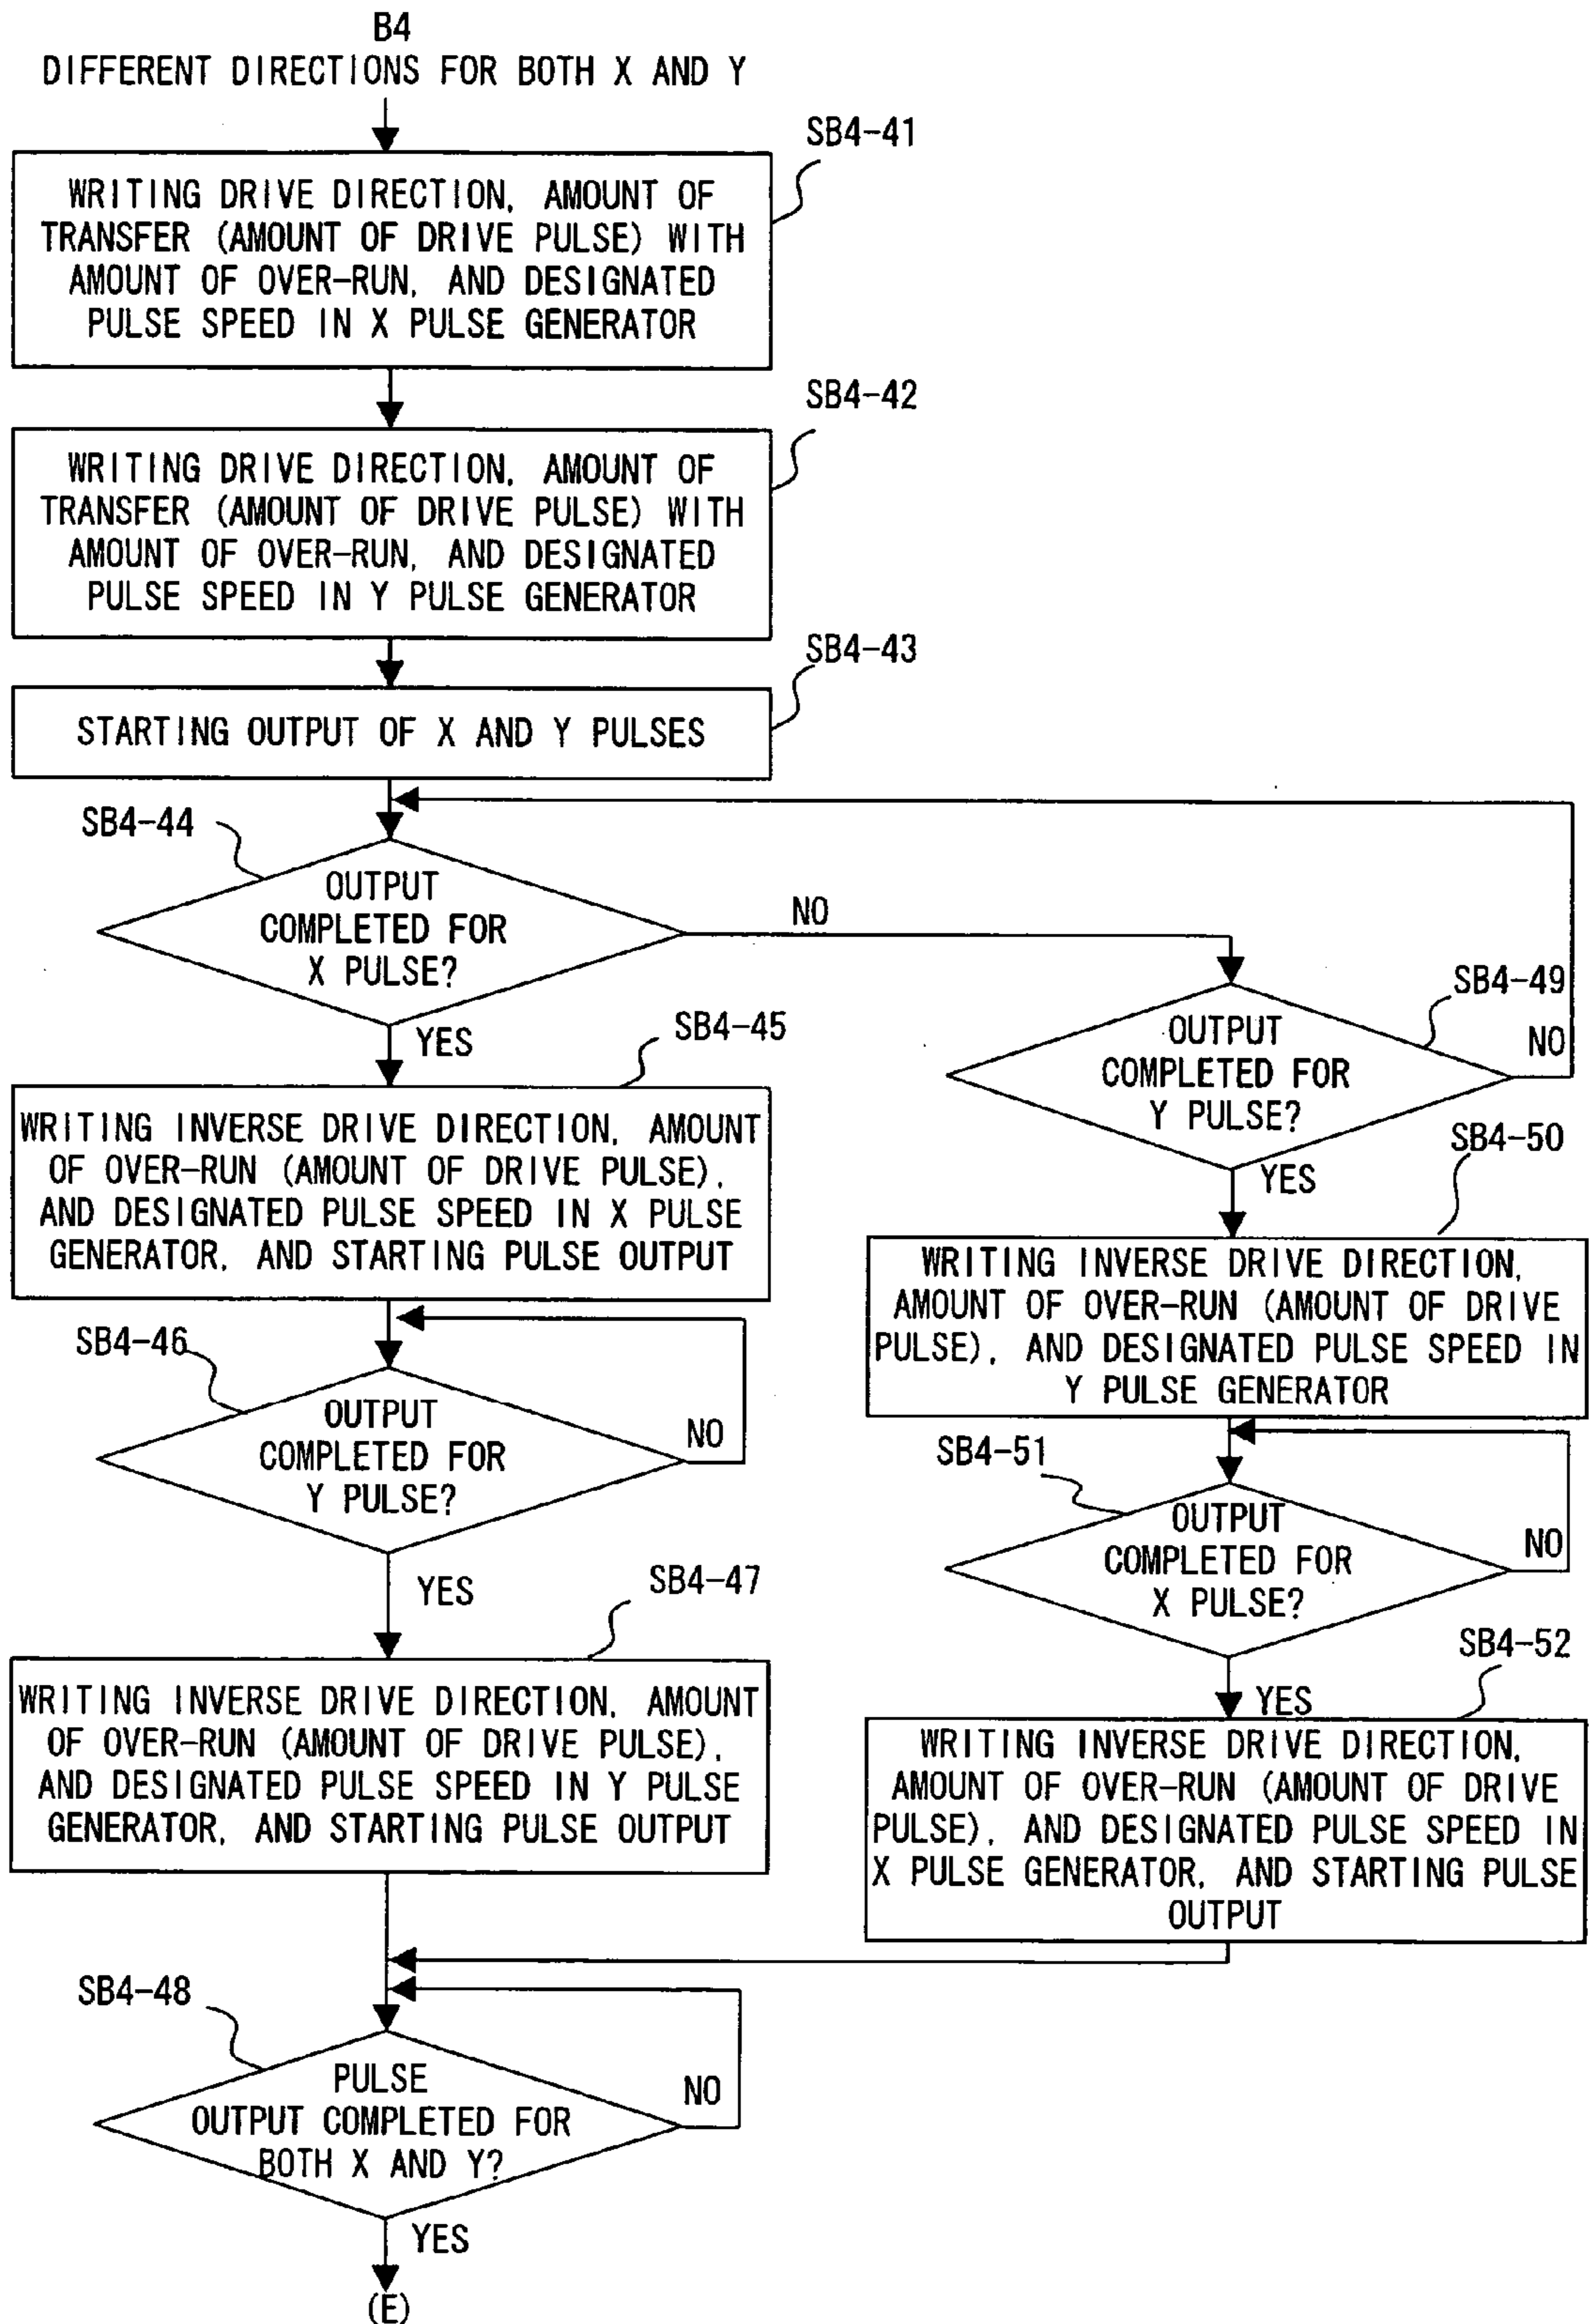 B4
DIFFERENT DIRECTIONS FOR BOTH X AND Y
SB4-41
WRITING DRIVE DIRECTION, AMOUNT OF
TRANSFER (AMOUNT OF DRIVE PULSE) WITH
AMOUNT OF OVER-RUN, AND DESIGNATED
PULSE SPEED IN X PULSE GENERATOR
SB4-42
WRITING DRIVE DIRECTION, AMOUNT OF
TRANSFER (AMOUNT OF DRIVE PULSE) WITH
AMOUNT OF OVER-RUN, AND DESIGNATED
PULSE SPEED IN Y PULSE GENERATOR
SB4-43
STARTING OUTPUT OF X AND Y PULSES
SB4-44
OUTPUT
COMPLETED FOR
X PULSE?
NO
YES
SB4-49
OUTPUT
COMPLETED FOR
Y PULSE?
NO
YES
SB4-45
WRITING INVERSE DRIVE DIRECTION, AMOUNT
OF OVER-RUN (AMOUNT OF DRIVE PULSE),
AND DESIGNATED PULSE SPEED IN X PULSE
GENERATOR, AND STARTING PULSE OUTPUT
SB4-50
WRITING INVERSE DRIVE DIRECTION,
AMOUNT OF OVER-RUN (AMOUNT OF DRIVE
PULSE), AND DESIGNATED PULSE SPEED IN
Y PULSE GENERATOR
SB4-46
OUTPUT
COMPLETED FOR
Y PULSE?
NO
YES
SB4-51
OUTPUT
COMPLETED FOR
X PULSE?
NO
YES
SB4-47
WRITING INVERSE DRIVE DIRECTION, AMOUNT
OF OVER-RUN (AMOUNT OF DRIVE PULSE),
AND DESIGNATED PULSE SPEED IN Y PULSE
GENERATOR, AND STARTING PULSE OUTPUT
SB4-52
WRITING INVERSE DRIVE DIRECTION,
AMOUNT OF OVER-RUN (AMOUNT OF DRIVE
PULSE), AND DESIGNATED PULSE SPEED IN
X PULSE GENERATOR, AND STARTING PULSE
OUTPUT
SB4-48
PULSE
OUTPUT COMPLETED FOR
BOTH X AND Y?
NO
YES
(E)